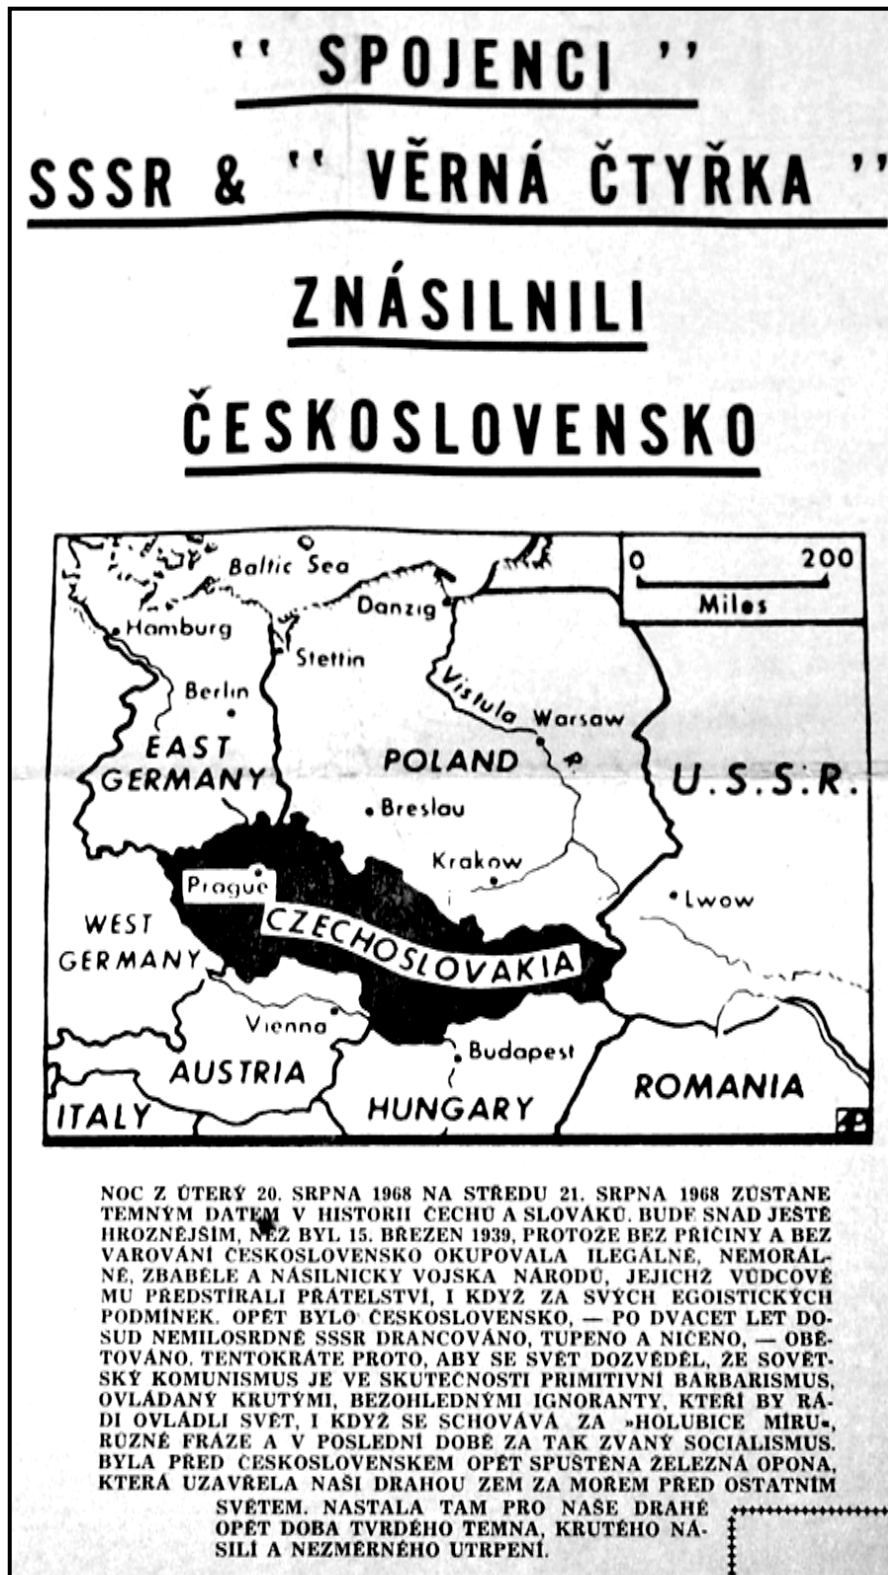 " SPOJENCI "
SSSR & " VĚRNÁ ČTYŘKA "
ZNÁSILNILI
ČESKOSLOVENSKO
0 200
Miles
Baltic Sea
Danzig
Hamburg
Stettin
Berlin
Vistula
Warsaw
R.
EAST
GERMANY
POLAND
U.S.S.R.
Breslau
Krakow
Prague
Lwow
CZECHOSLOVAKIA
WEST
GERMANY
Vienna
Budapest
AUSTRIA
ROMANIA
ITALY
HUNGARY
AP
NOC Z ÚTERÝ 20. SRPNA 1968 NA STŘEDU 21. SRPNA 1968 ZŮSTANE
TEMNÝM DATEM V HISTORII ČECHŮ A SLOVÁKŮ. BUDE SNAD JEŠTĚ
HROZNĚJŠÍM, NEŽ BYL 15. BŘEZEN 1939, PROTOŽE BEZ PŘÍČINY A BEZ
VAROVÁNÍ ČESKOSLOVENSKO OKUPOVALA ILEGÁLNĚ, NEMORÁL-
NĚ, ZBABĚLE A NÁSILNICKY VOJSKA NÁRODŮ, JEJICHŽ VŮDCOVÉ
MU PŘEDSTÍRALI PŘÁTELSTVÍ, I KDYŽ ZA SVÝCH EGOISTICKÝCH
PODMÍNEK. OPĚT BYLO ČESKOSLOVENSKO, — PO DVACET LET DO-
SUD NEMILOSRDNĚ SSSR DRANCOVÁNO, TUPENO A NIČENO, — OBĚ-
TOVÁNO. TENTOKRÁTE PROTO, ABY SE SVĚT DOZVĚDĚL, ŽE SOVĚT-
SKÝ KOMUNISMUS JE VE SKUTEČNOSTI PRIMITIVNÍ BARBARISMUS,
OVLÁDANÝ KRUTÝMI, BEZOHLEDNÝMI IGNORANTY, KTEŘÍ BY RÁ-
DI OVLÁDLI SVĚT, I KDYŽ SE SCHOVÁVÁ ZA »HOLUBICE MÍRU«,
RŮZNÉ FRÁZE A V POSLEDNÍ DOBĚ ZA TAK ZVANÝ SOCIALISMUS.
BYLA PŘED ČESKOSLOVENSKEM OPĚT SPUŠTĚNA ŽELEZNÁ OPONA,
KTERÁ UZAVŘELA NAŠI DRAHOU ZEM ZA MOŘEM PŘED OSTATNÍM
SVĚTEM. NASTALA TAM PRO NAŠE DRAHÉ
OPĚT DOBA TVRDÉHO TEMNA, KRUTÉHO NÁ-
SILÍ A NEZMĚRNÉHO UTRPENÍ.